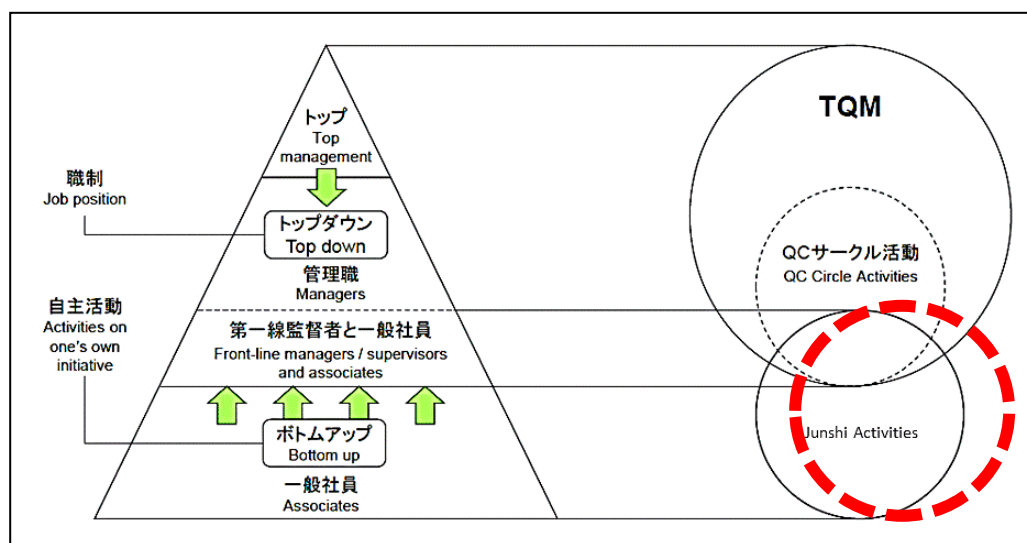 トップ
Top
management
職制
Job position
トップダウン
Top down
管理職
Managers
自主活動
Activities on
one's own
initiative
第一線監督者と一般社員
Front-line managers / supervisors
and associates
ボトムアップ
Bottom up
一般社員
Associates
TQM
QCサークル活動
QC Circle Activities
Junshi Activities